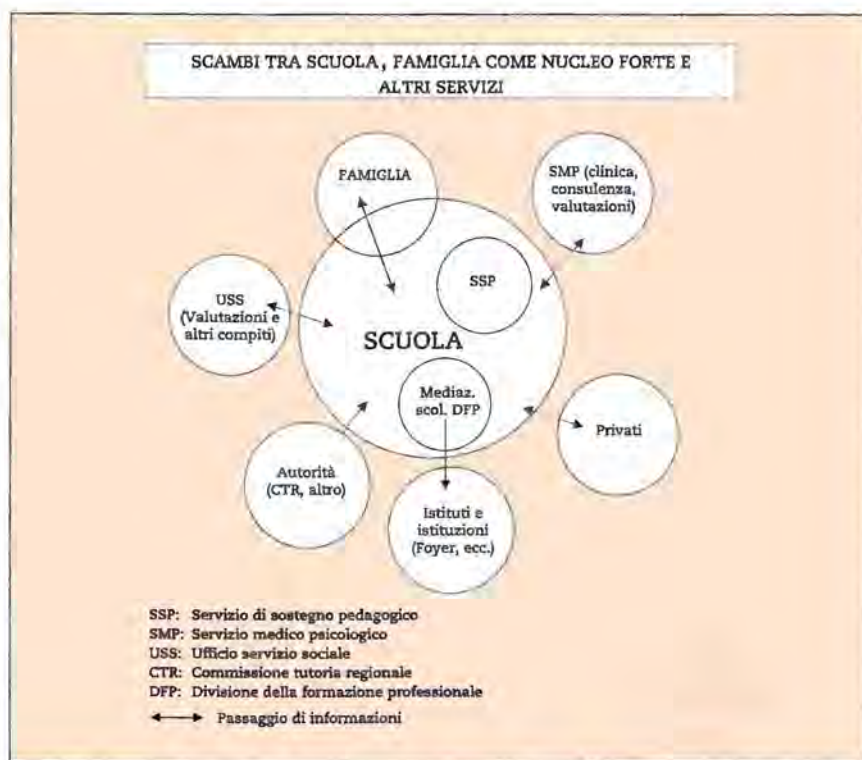 SCAMBI TRA SCUOLA, FAMIGLIA COME NUCLEO FORTE E
ALTRI SERVIZI
FAMIGLIA
SMP (clinica,
consulenza,
valutazioni)
SSP
USS
(Valutazioni e
altri compiti)
SCUOLA
Mediaz.
scol. DFP
Privati
Autorità
(CTR, altro)
Istituti e
istituzioni
(Foyer, ecc.)
SSP: Servizio di sostegno pedagogico
SMP: Servizio medico psicologico
USS: Ufficio servizio sociale
CTR: Commissione tutoria regionale
DFP: Divisione della formazione professionale
Passaggio di informazioni